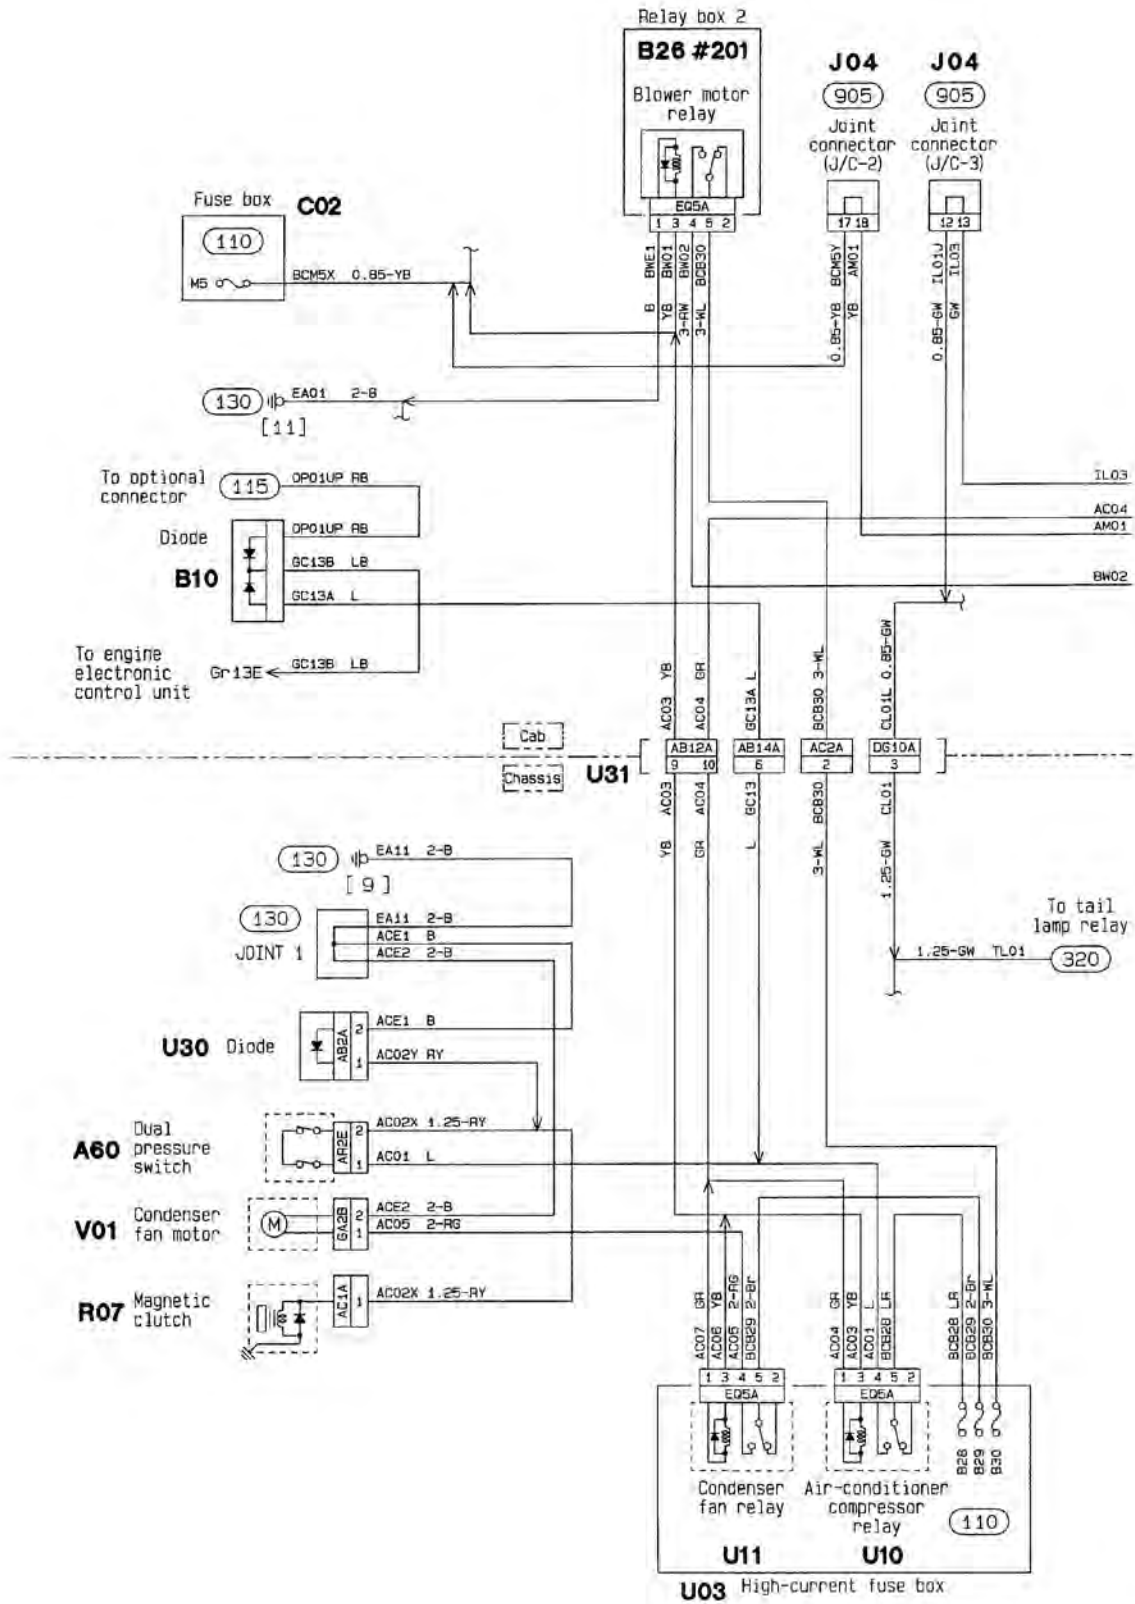 Relay box 2
B26 #201
Blower motor
relay
EQ5A
1 3 4 5 2
J04
905
Joint
connector
(J/C-2)
17 18
J04
905
Joint
connector
(J/C-3)
12 13
Fuse box
C02
110
M5
BCM5X 0.85-YB
B BWE1
YB BW01
3-RW BW02
3-WL BCB30
0.85-YB BCM5Y
YB AM01
0.85-GW IL01J
GW IL03
130
EA01 2-B
[11]
To optional
connector
115
OP01UP RB
Diode
B10
OP01UP RB
GC13B LB
GC13A L
To engine
electronic
control unit
Gr13E
GC13B LB
IL03
AC04
AM01
BW02
AC03 YB
AC04 GR
GC13A L
BCB30 3-WL
CL01L 0.85-GW
Cab
Chassis
U31
AB12A
9 10
AB14A
6
AC2A
2
DG10A
3
YB AC03
GR AC04
L GC13
3-WL BCB30
1.25-GW CL01
130
EA11 2-B
[9]
130
JOINT 1
EA11 2-B
ACE1 B
ACE2 2-B
To tail
lamp relay
320
1.25-GW TL01
U30 Diode
AB2A
2
1
ACE1 B
AC02Y RY
A60
Dual
pressure
switch
AR2E
2
1
AC02X 1.25-RY
AC01 L
V01
Condenser
fan motor
M
GA2B
2
1
ACE2 2-B
AC05 2-RG
R07
Magnetic
clutch
AC1A
1
AC02X 1.25-RY
AC07 GR
AC06 YB
AC05 2-RG
BCB29 2-Br
AC04 GR
AC03 YB
AC01 L
BCB28 LR
BCB28 LR
BCB29 2-Br
BCB30 3-WL
1 3 4 5 2
EQ5A
1 3 4 5 2
EQ5A
B28
B29
B30
Condenser
fan relay
Air-conditioner
compressor
relay
110
U11
U10
U03 High-current fuse box